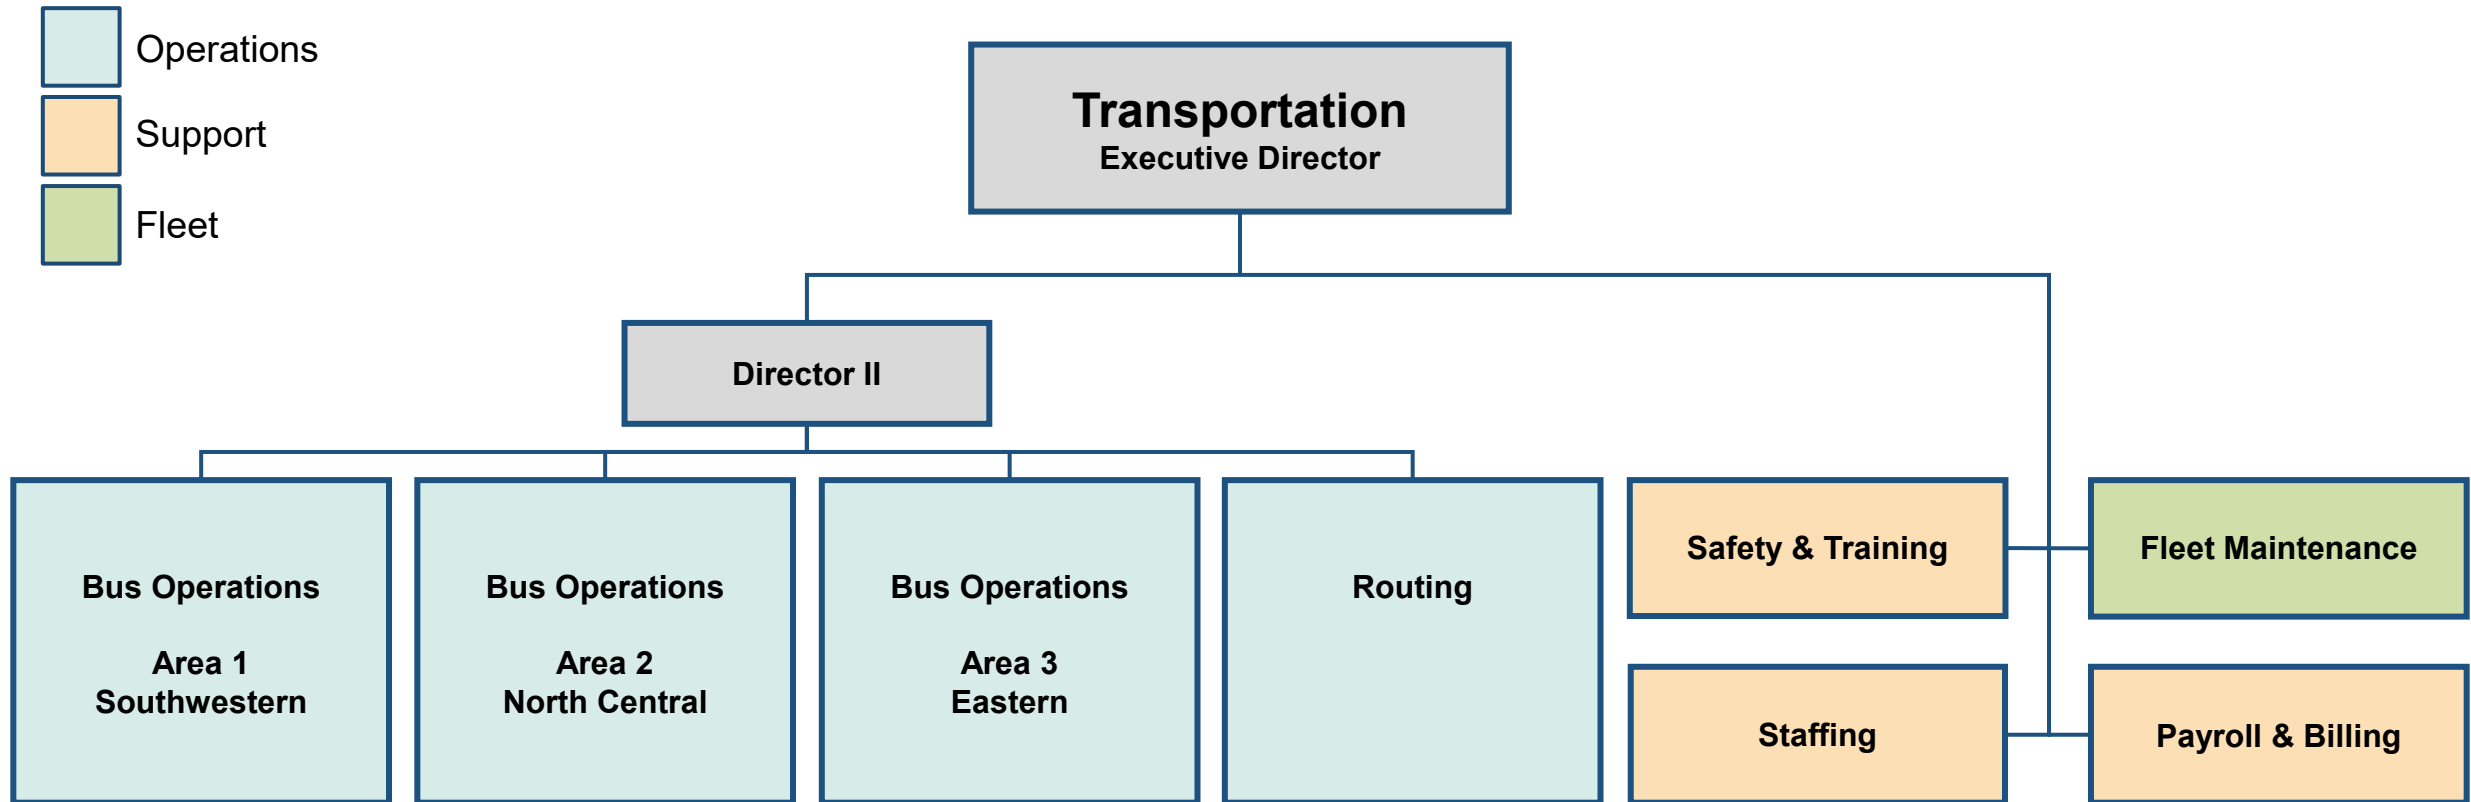 Operations
Support
Fleet
Transportation
Executive Director
Director II
Bus Operations
Area 1
Southwestern
Bus Operations
Area 2
North Central
Bus Operations
Area 3
Eastern
Routing
Safety & Training
Fleet Maintenance
Staffing
Payroll & Billing